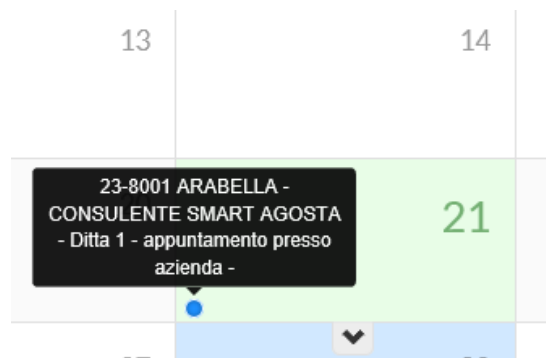 13
14
23-8001 ARABELLA -
CONSULENTE SMART AGOSTA
- Ditta 1 - appuntamento presso
azienda -
21